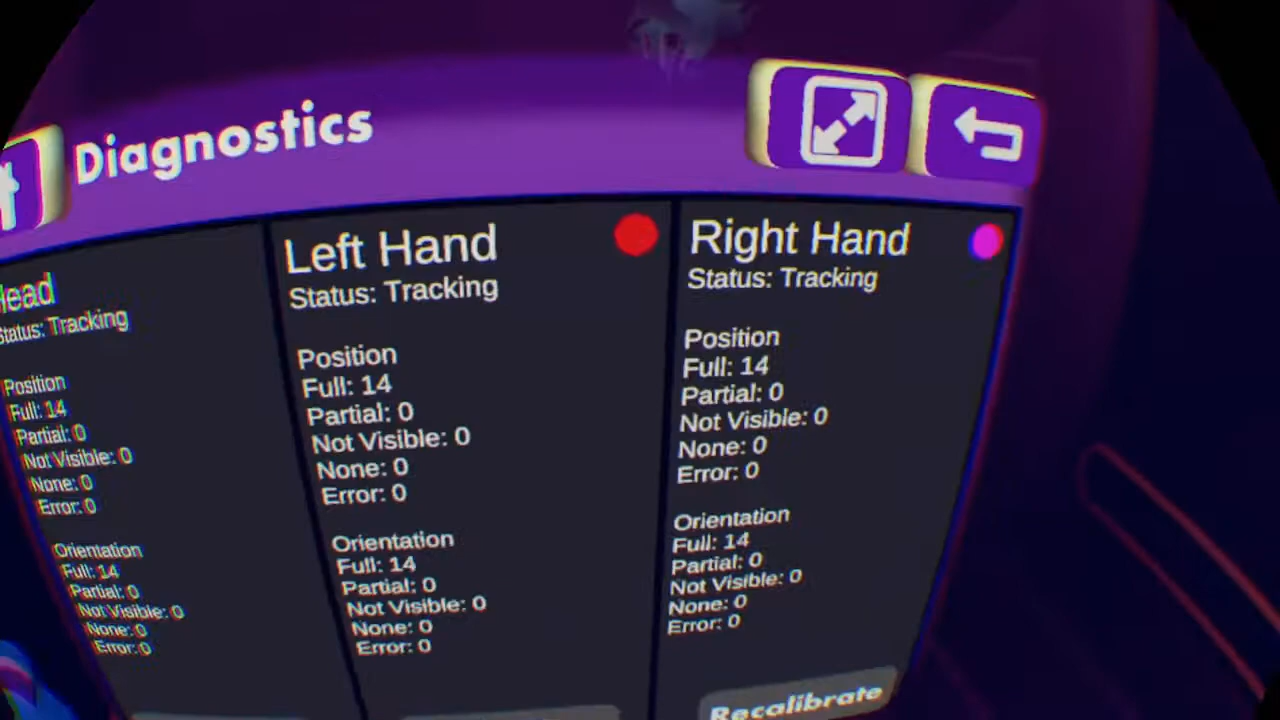 Diagnostics
Head
Status: Tracking
Position
Full: 14
Partial: 0
Not Visible: 0
None: 0
Error: 0
Orientation
Full: 14
Partial: 0
Not Visible: 0
None: 0
Error: 0
Left Hand
Status: Tracking
Position
Full: 14
Partial: 0
Not Visible: 0
None: 0
Error: 0
Orientation
Full: 14
Partial: 0
Not Visible: 0
None: 0
Error: 0
Right Hand
Status: Tracking
Position
Full: 14
Partial: 0
Not Visible: 0
None: 0
Error: 0
Orientation
Full: 14
Partial: 0
Not Visible: 0
None: 0
Error: 0
Recalibrate